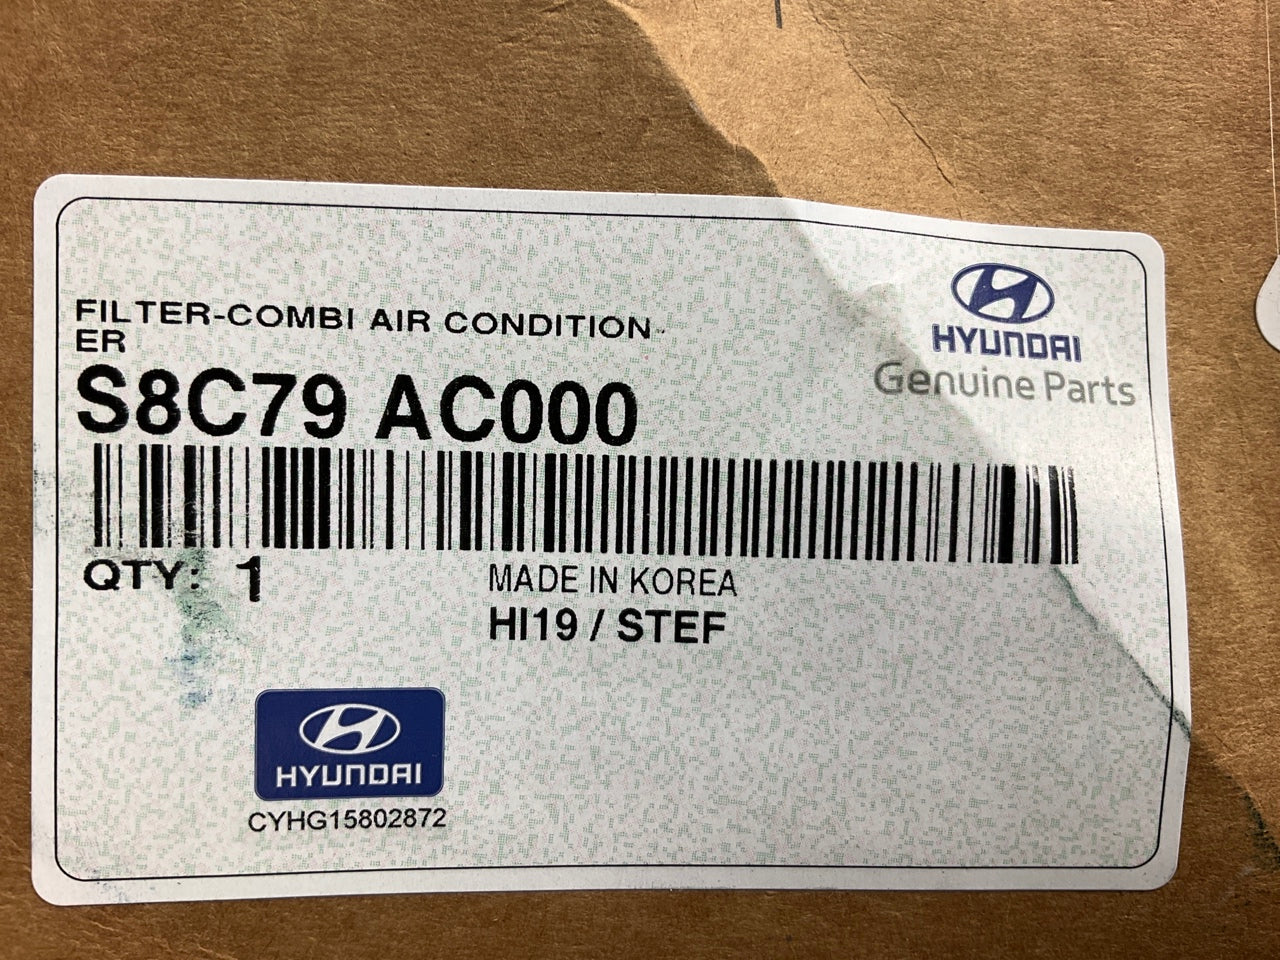 FILTER-COMBI AIR CONDITION
ER
S8C79 AC000
HYUNDAI
Genuine Parts
QTY: 1
MADE IN KOREA
HI19 / STEF
HYUNDAI
CYHG15802872